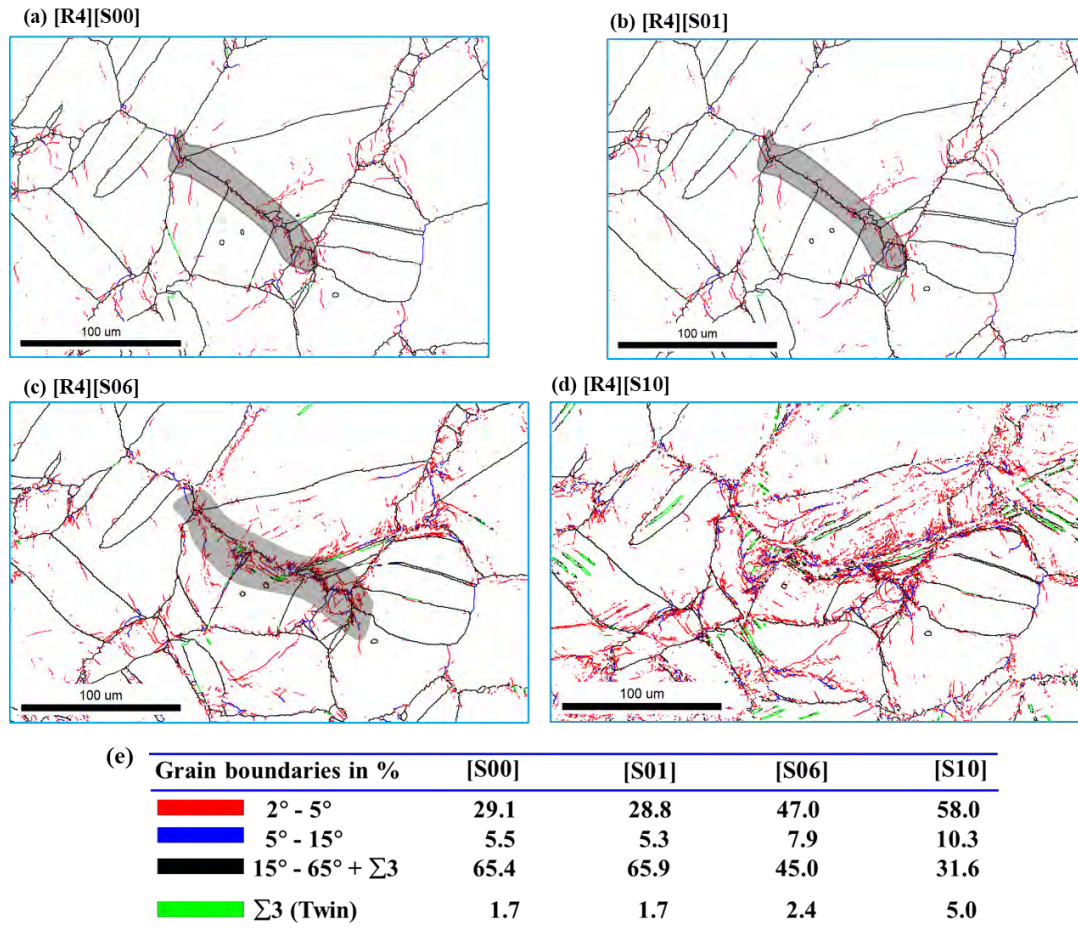 (a) [R4][S00]
(b) [R4][S01]
100 um
100 um
(c) [R4][S06]
(d) [R4][S10]
100 um
100 um
(e) Grain boundaries in % [S00] [S01] [S06] [S10]
2° - 5° 29.1 28.8 47.0 58.0
5° - 15° 5.5 5.3 7.9 10.3
15° - 65° + Σ3 65.4 65.9 45.0 31.6
Σ3 (Twin) 1.7 1.7 2.4 5.0